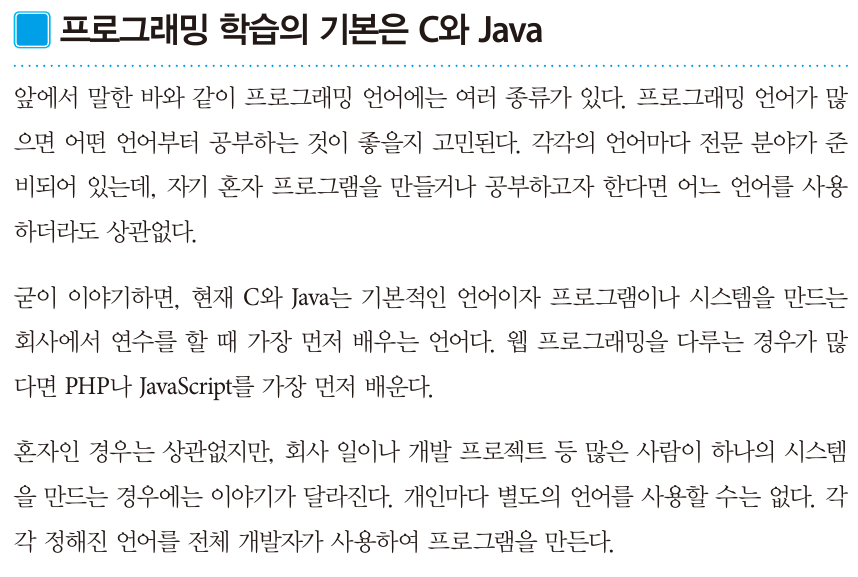 프로그래밍 학습의 기본은 C와 Java
앞에서 말한 바와 같이 프로그래밍 언어에는 여러 종류가 있다. 프로그래밍 언어가 많
으면 어떤 언어부터 공부하는 것이 좋을지 고민된다. 각각의 언어마다 전문 분야가 준
비되어 있는데, 자기 혼자 프로그램을 만들거나 공부하고자 한다면 어느 언어를 사용
하더라도 상관없다.
굳이 이야기하면, 현재 C와 Java는 기본적인 언어이자 프로그램이나 시스템을 만드는
회사에서 연수를 할 때 가장 먼저 배우는 언어다. 웹 프로그래밍을 다루는 경우가 많
다면 PHP나 JavaScript를 가장 먼저 배운다.
혼자인 경우는 상관없지만, 회사 일이나 개발 프로젝트 등 많은 사람이 하나의 시스템
을 만드는 경우에는 이야기가 달라진다. 개인마다 별도의 언어를 사용할 수는 없다. 각
각 정해진 언어를 전체 개발자가 사용하여 프로그램을 만든다.